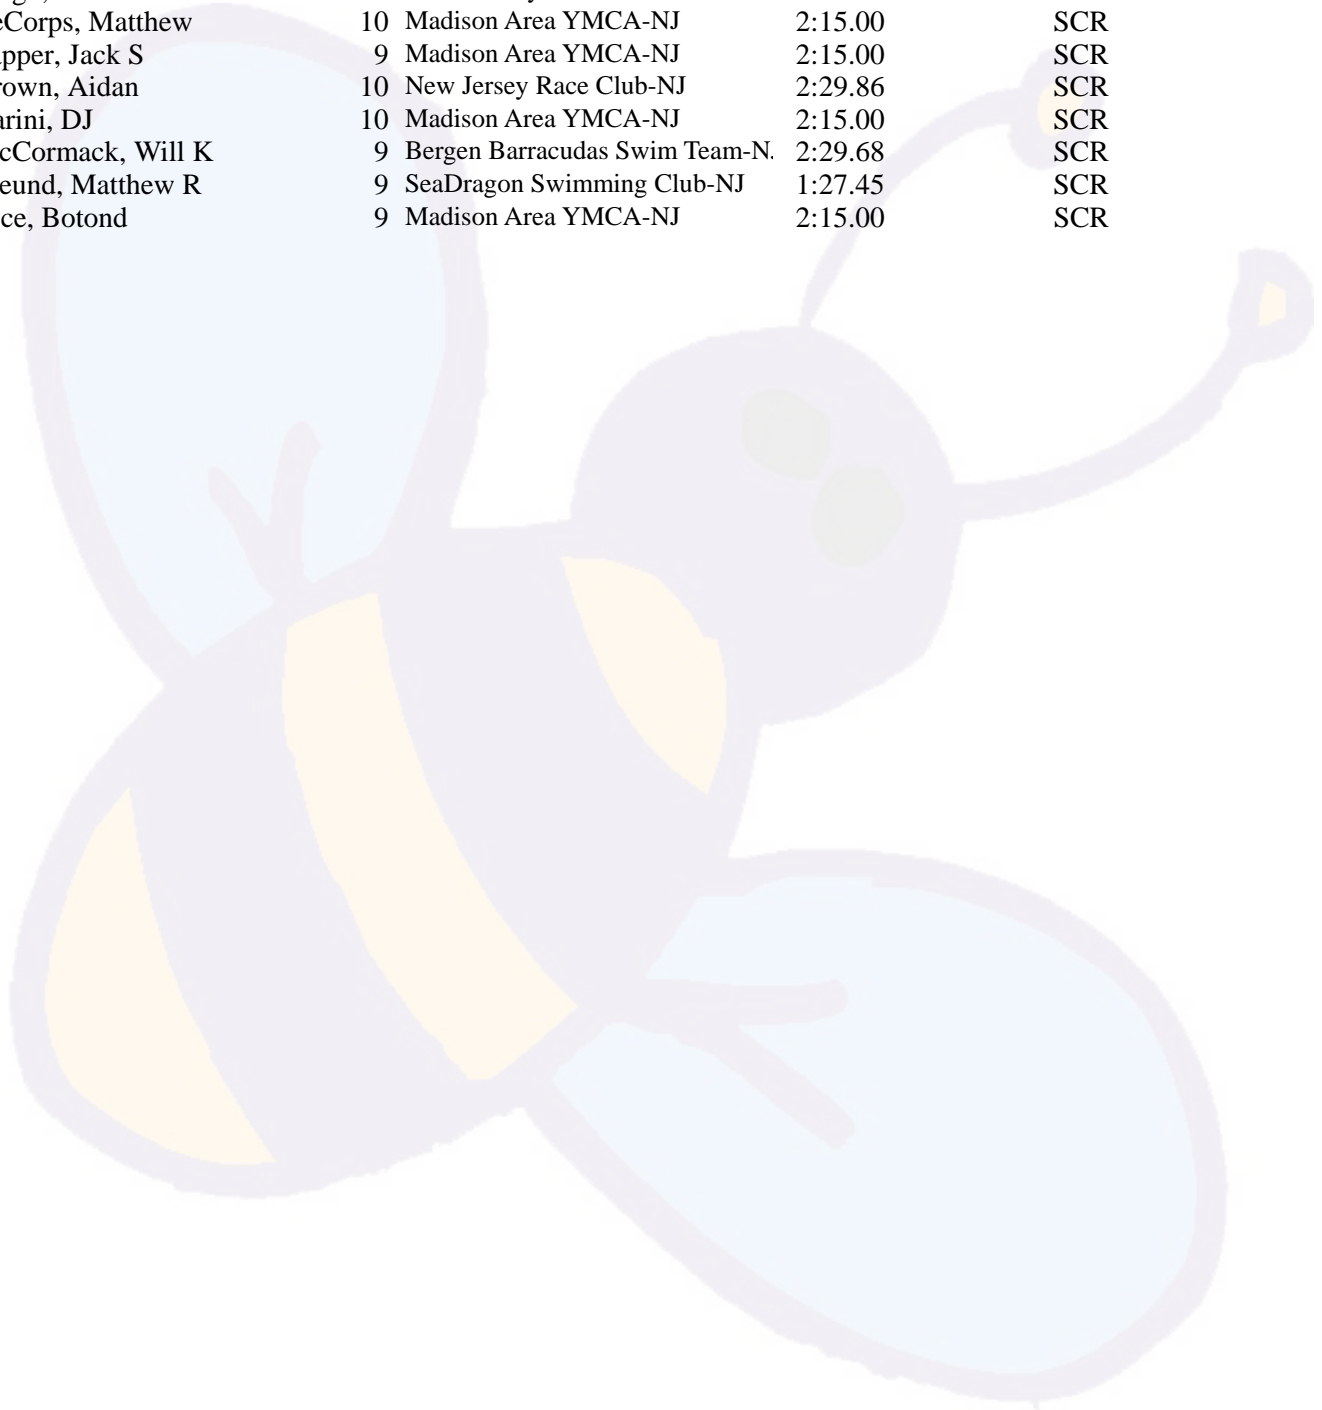 eCorps, Matthew 10 Madison Area YMCA-NJ 2:15.00 SCR
pper, Jack S 9 Madison Area YMCA-NJ 2:15.00 SCR
rown, Aidan 10 New Jersey Race Club-NJ 2:29.86 SCR
arini, DJ 10 Madison Area YMCA-NJ 2:15.00 SCR
cCormack, Will K 9 Bergen Barracudas Swim Team-N. 2:29.68 SCR
eund, Matthew R 9 SeaDragon Swimming Club-NJ 1:27.45 SCR
ce, Botond 9 Madison Area YMCA-NJ 2:15.00 SCR